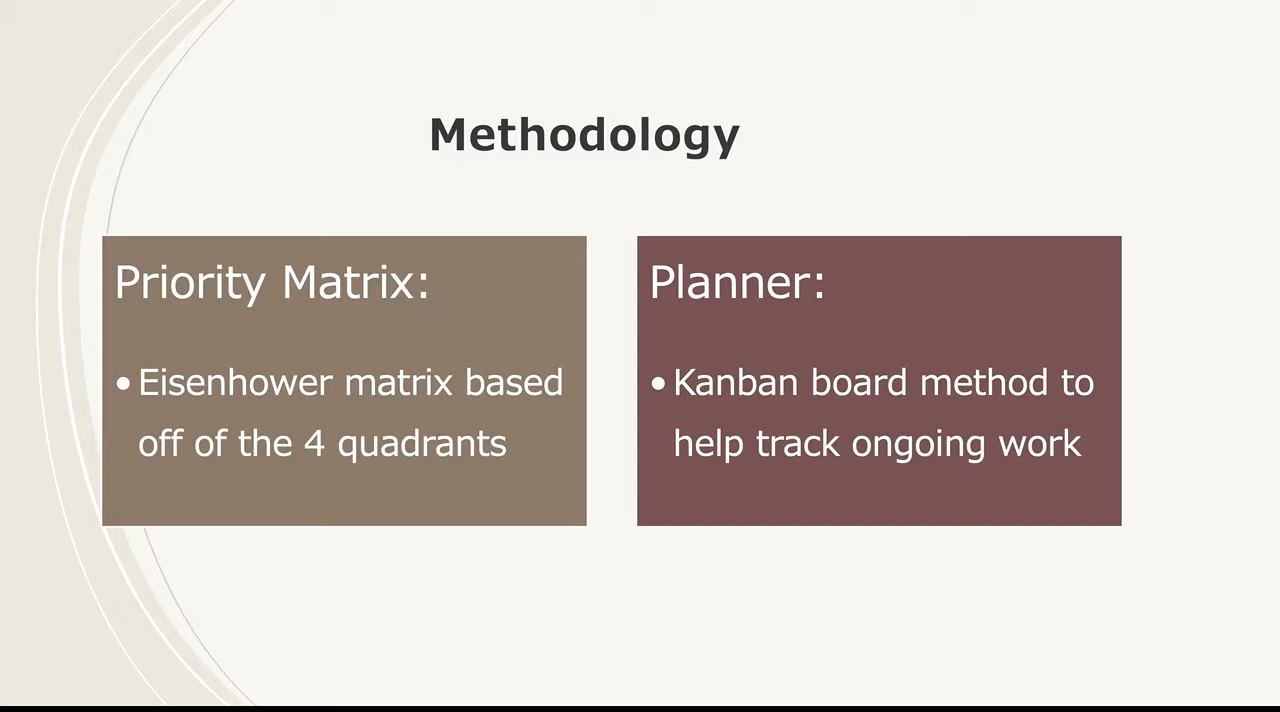 Methodology
Priority Matrix:
• Eisenhower matrix based
off of the 4 quadrants
Planner:
• Kanban board method to
help track ongoing work